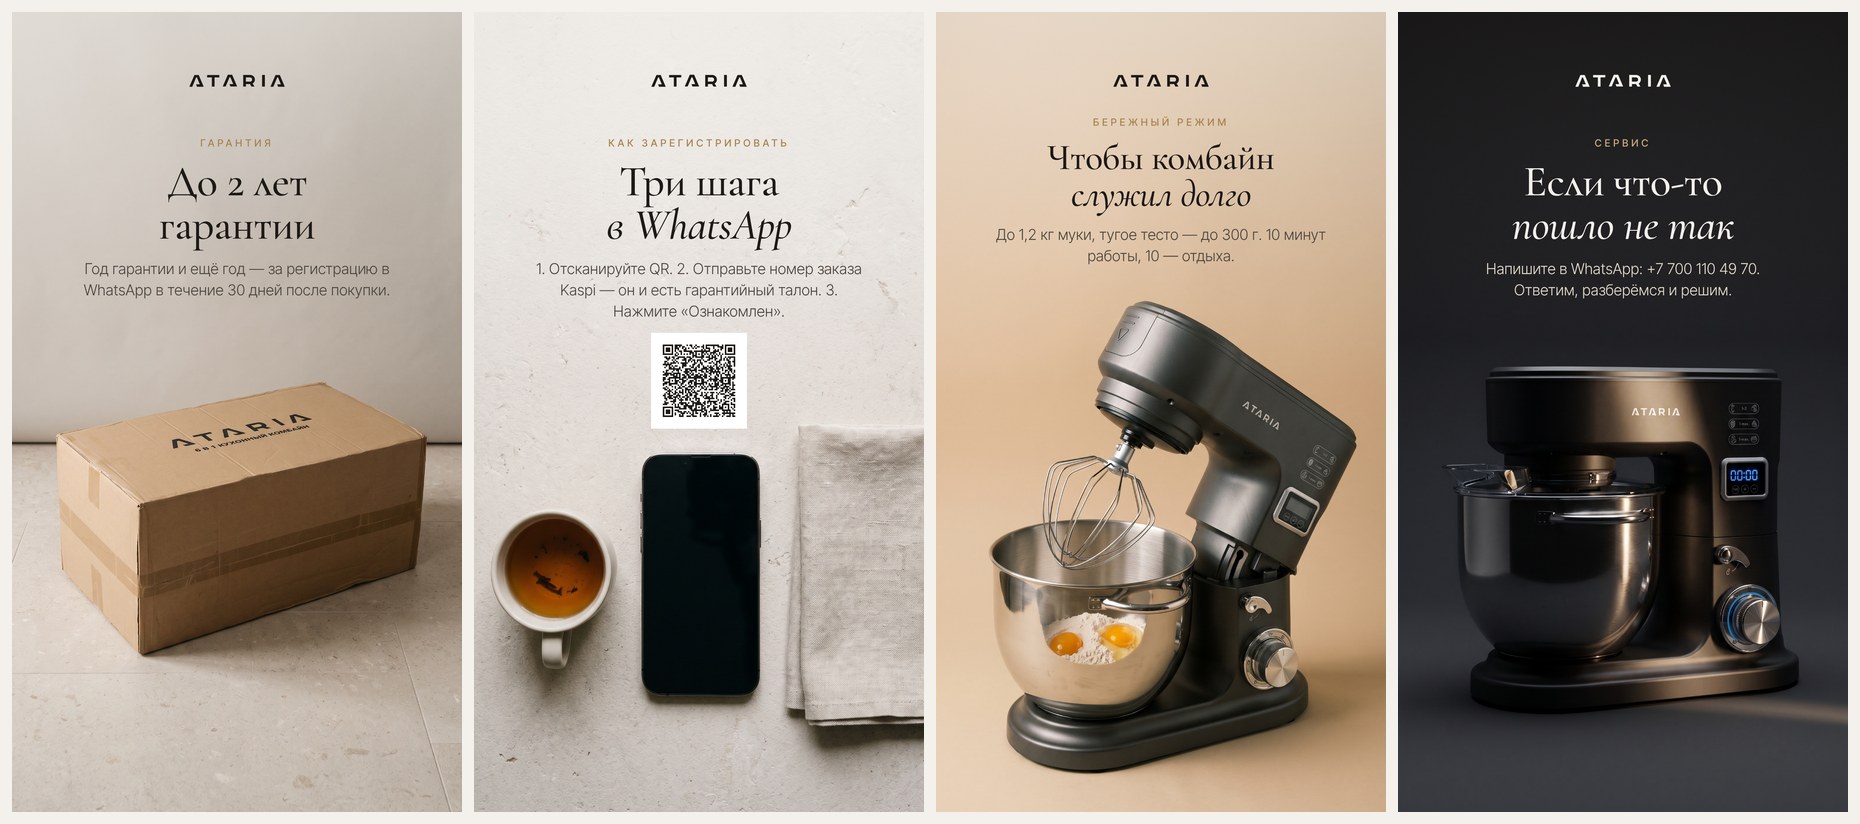 ATARIA
ГАРАНТИЯ
До 2 лет
гарантии
Год гарантии и ещё год — за регистрацию в
WhatsApp в течение 30 дней после покупки.
ATARIA
6 В 1 КУХОННЫЙ КОМБАЙН
ATARIA
КАК ЗАРЕГИСТРИРОВАТЬ
Три шага
в WhatsApp
1. Отсканируйте QR. 2. Отправьте номер заказа
Kaspi — он и есть гарантийный талон. 3.
Нажмите «Ознакомлен».
ATARIA
БЕРЕЖНЫЙ РЕЖИМ
Чтобы комбайн
служил долго
До 1,2 кг муки, тугое тесто — до 300 г. 10 минут
работы, 10 — отдыха.
ATARIA
ATARIA
СЕРВИС
Если что-то
пошло не так
Напишите в WhatsApp: +7 700 110 49 70.
Ответим, разберёмся и решим.
ATARIA
00:00